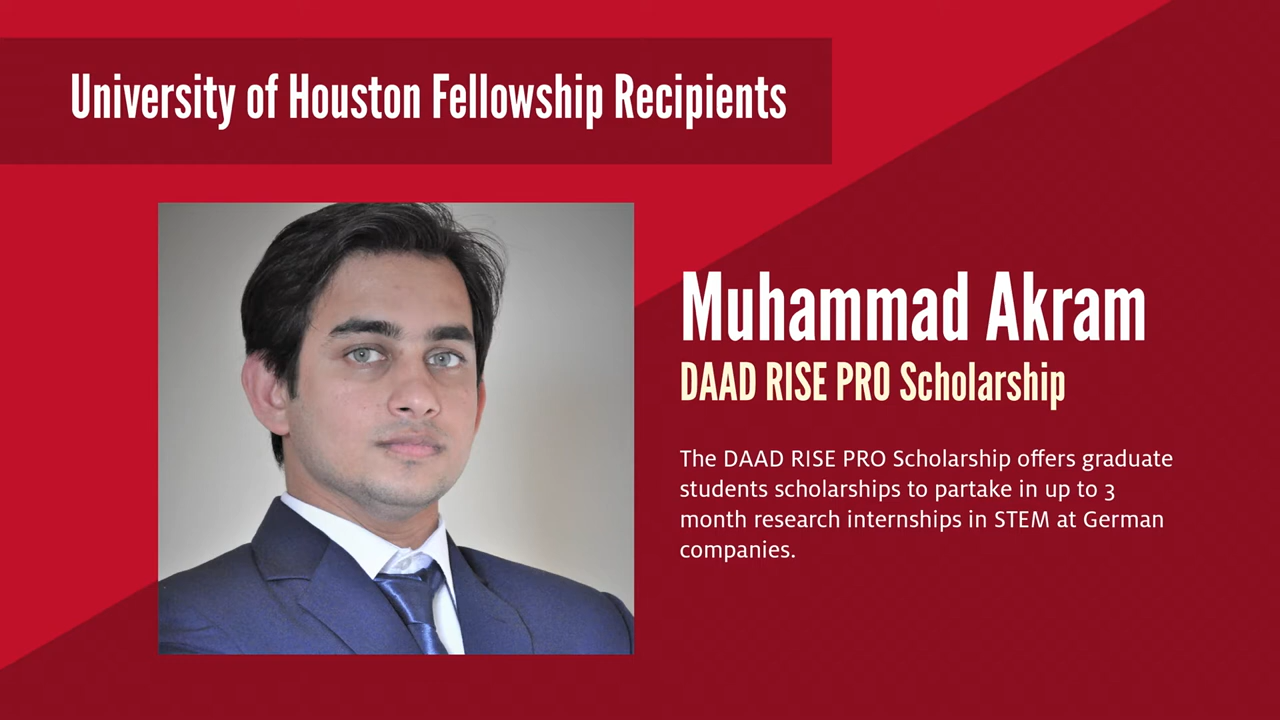 University of Houston Fellowship Recipients
Muhammad Akram
DAAD RISE PRO Scholarship
The DAAD RISE PRO Scholarship offers graduate
students scholarships to partake in up to 3
month research internships in STEM at German
companies.